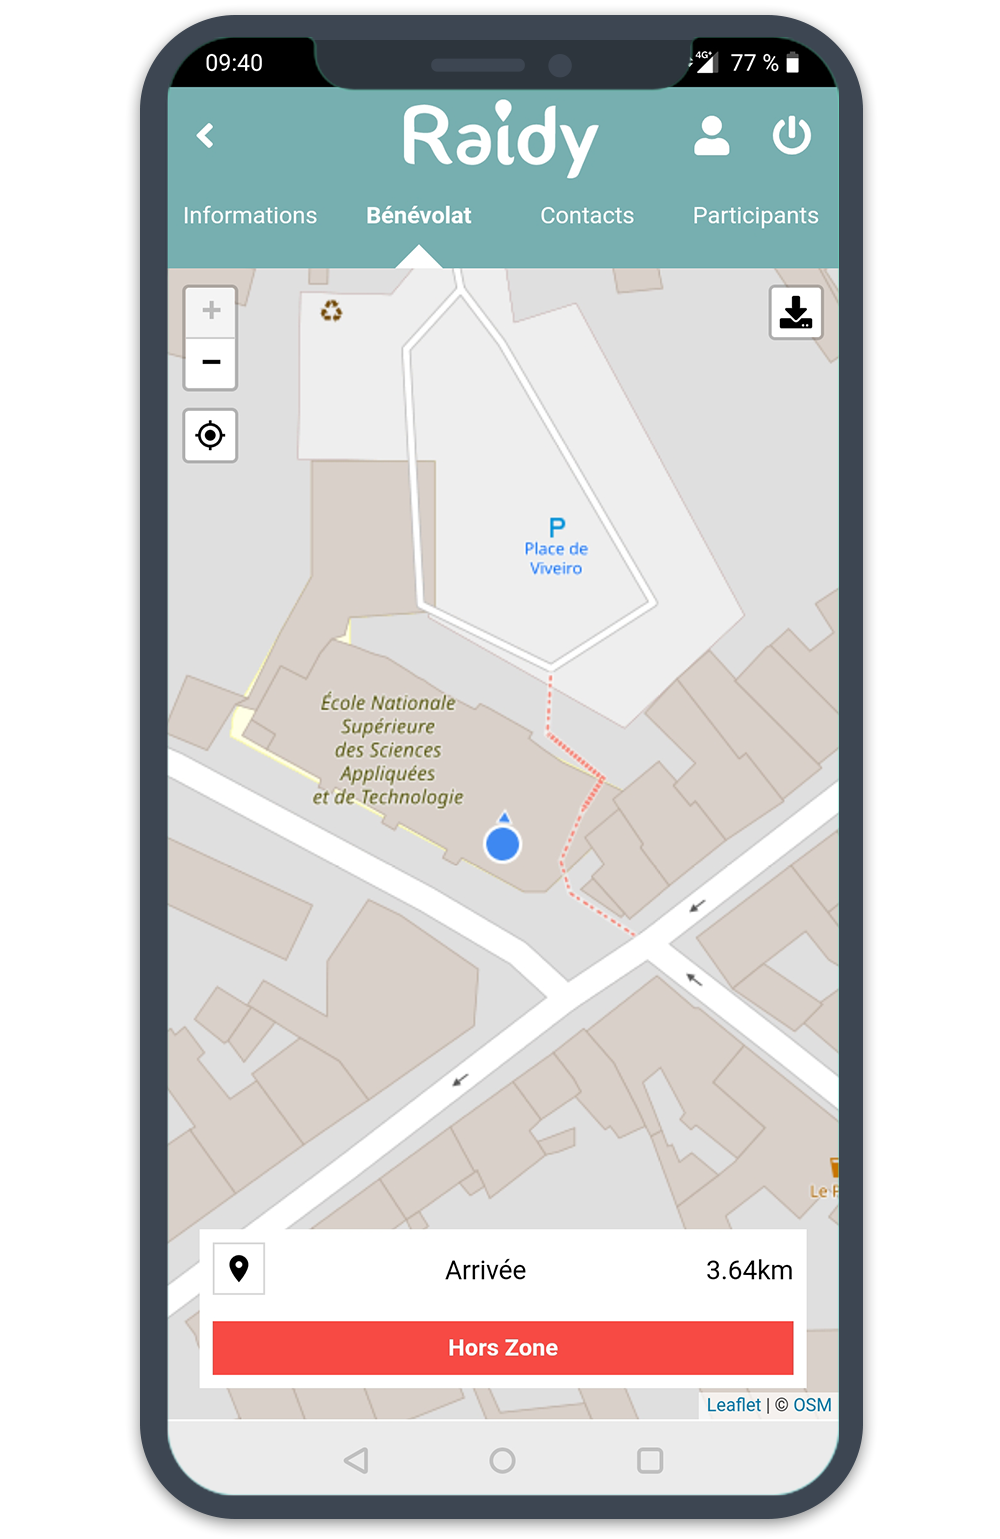 09:40
4G+
77 %
Raidy
Informations
Bénévolat
Contacts
Participants
+
−
P
Place de
Viveiro
École Nationale
Supérieure
des Sciences
Appliquées
et de Technologie
Le
Arrivée
3.64km
Hors Zone
Leaflet | © OSM